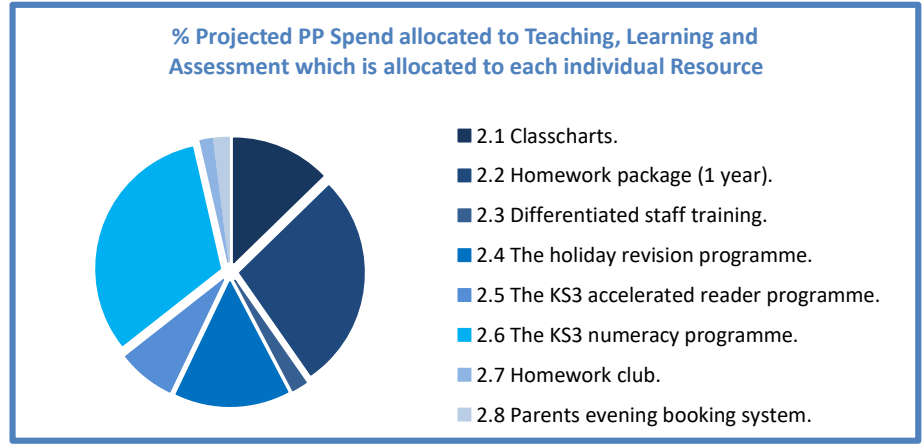 % Projected PP Spend allocated to Teaching, Learning and
Assessment which is allocated to each individual Resource
2.1 Classcharts.
2.2 Homework package (1 year).
2.3 Differentiated staff training.
2.4 The holiday revision programme.
2.5 The KS3 accelerated reader programme.
2.6 The KS3 numeracy programme.
2.7 Homework club.
2.8 Parents evening booking system.